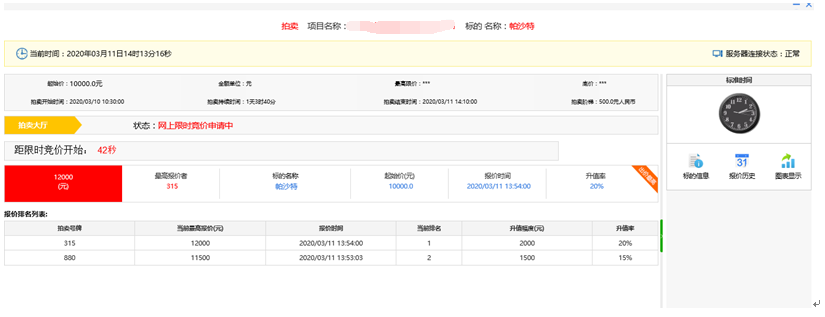 拍卖 项目名称： 标的 名称：帕沙特
当前时间：2020年03月11日14时13分16秒 服务器连接状态：正常
起始价：10000.0元 金额单位：元 最高限价：*** 底价：***
拍卖开始时间：2020/03/10 10:30:00 拍卖持续时间：1天3时40分 拍卖结束时间：2020/03/11 14:10:00 拍卖阶梯：500.0元人民币
拍卖大厅 状态：网上限时竞价申请中
距限时竞价开始： 42秒
12000 最高报价者 标的名称 起始价(元) 报价时间 升值率
(元) 315 帕沙特 10000.0 2020/03/11 13:54:00 20%
报价排名列表：
拍卖号牌 当前最高报价(元) 报价时间 当前排名 升值幅度(元) 升值率
315 12000 2020/03/11 13:54:00 1 2000 20%
880 11500 2020/03/11 13:53:03 2 1500 15%
标准时间
31
标的信息 报价历史 图表显示